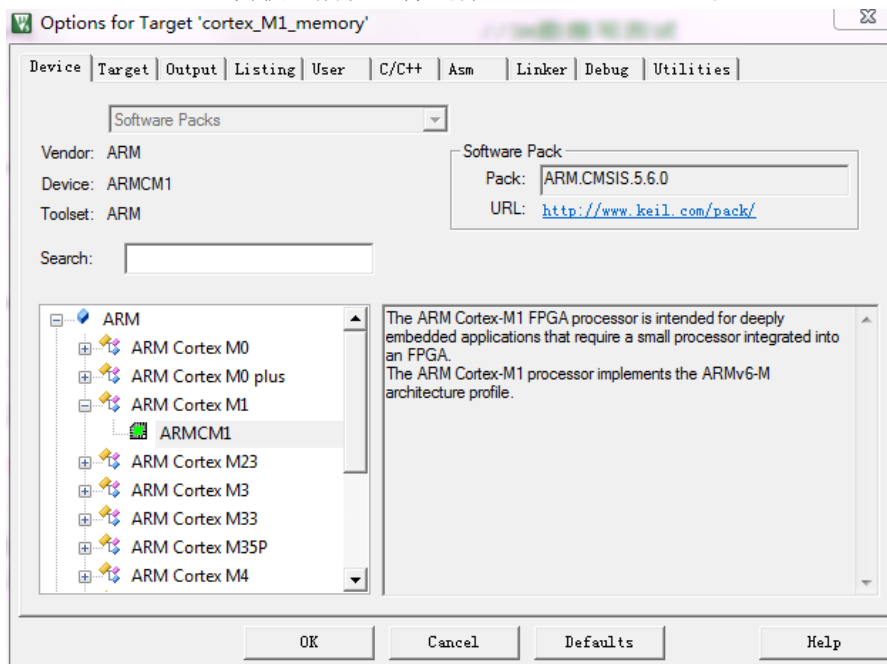 Options for Target 'cortex_M1_memory'
Device Target Output Listing User C/C++ Asm Linker Debug Utilities
Software Packs
Vendor: ARM
Device: ARMCM1
Toolset: ARM
Software Pack
Pack: ARM.CMSIS.5.6.0
URL: http://www.keil.com/pack/
Search:
ARM
ARM Cortex M0
ARM Cortex M0 plus
ARM Cortex M1
ARMCM1
ARM Cortex M23
ARM Cortex M3
ARM Cortex M33
ARM Cortex M35P
ARM Cortex M4
The ARM Cortex-M1 FPGA processor is intended for deeply
embedded applications that require a small processor integrated into
an FPGA.
The ARM Cortex-M1 processor implements the ARMv6-M
architecture profile.
OK Cancel Defaults Help